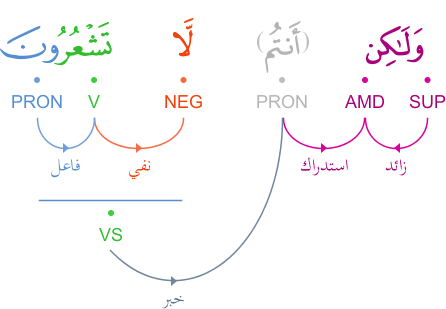 وَلَـٰكِن (أَنتُم) لَّا تَشْعُرُونَ
SUP AMD PRON NEG V PRON
زائد استدراك نفي فاعل
VS
خبر